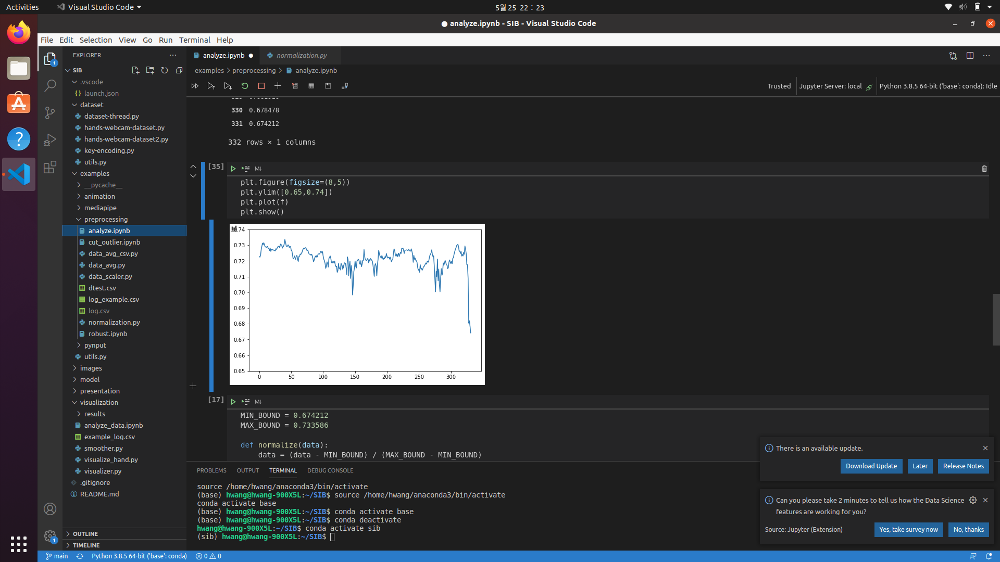 Activities
Visual Studio Code
5월 25 22 : 23
● analyze.ipynb - SIB - Visual Studio Code
File Edit Selection View Go Run Terminal Help
EXPLORER
SIB
.vscode
launch.json
dataset
dataset-thread.py
hands-webcam-dataset.py
hands-webcam-dataset2.py
key-encoding.py
utils.py
examples
__pycache__
animation
mediapipe
preprocessing
analyze.ipynb
cut_outlier.ipynb
data_avg_csv.py
data_avg.py
data_scaler.py
dtest.csv
log_example.csv
log.csv
normalization.py
robust.ipynb
pynput
utils.py
images
model
presentation
visualization
results
analyze_data.ipynb
example_log.csv
smoother.py
visualize_hand.py
visualizer.py
.gitignore
README.md
OUTLINE
TIMELINE
analyze.ipynb ●
normalization.py
examples > preprocessing > analyze.ipynb
Trusted
Jupyter Server: local
Python 3.8.5 64-bit ('base': conda): Idle
330 0.678478
331 0.674212
332 rows × 1 columns
[35]
M↓
plt.figure(figsize=(8,5))
plt.ylim([0.65,0.74])
plt.plot(f)
plt.show()
0.74
0.73
0.72
0.71
0.70
0.69
0.68
0.67
0.66
0.65
0 50 100 150 200 250 300
[17]
M↓
MIN_BOUND = 0.674212
MAX_BOUND = 0.733586
def normalize(data):
data = (data - MIN_BOUND) / (MAX_BOUND - MIN_BOUND)
PROBLEMS OUTPUT TERMINAL DEBUG CONSOLE
source /home/hwang/anaconda3/bin/activate
(base) hwang@hwang-900X5L:~/SIB$ source /home/hwang/anaconda3/bin/activate
conda activate base
(base) hwang@hwang-900X5L:~/SIB$ conda activate base
(base) hwang@hwang-900X5L:~/SIB$ conda deactivate
hwang@hwang-900X5L:~/SIB$ conda activate sib
(sib) hwang@hwang-900X5L:~/SIB$
There is an available update.
Download Update
Later
Release Notes
Can you please take 2 minutes to tell us how the Data Science
features are working for you?
Source: Jupyter (Extension)
Yes, take survey now
No, thanks
main
Python 3.8.5 64-bit ('base': conda)
0
0
1
1